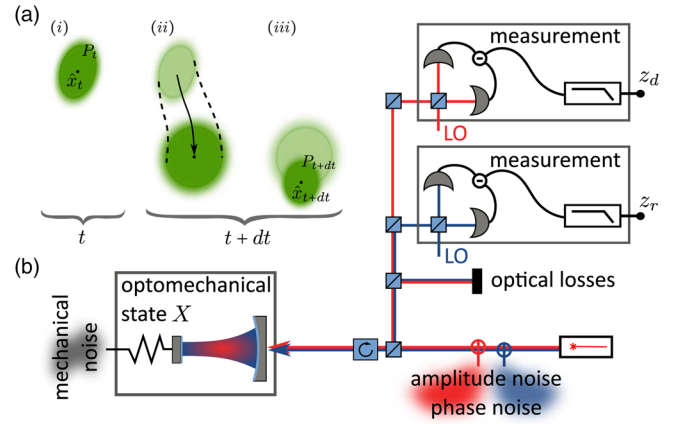 (a)
(i)
(ii)
(iii)
P_t
x̂_t
P_{t+dt}
x̂_{t+dt}
t
t + dt
measurement
z_d
LO
measurement
z_r
LO
optical losses
(b)
optomechanical
state X
mechanical
noise
amplitude noise
phase noise